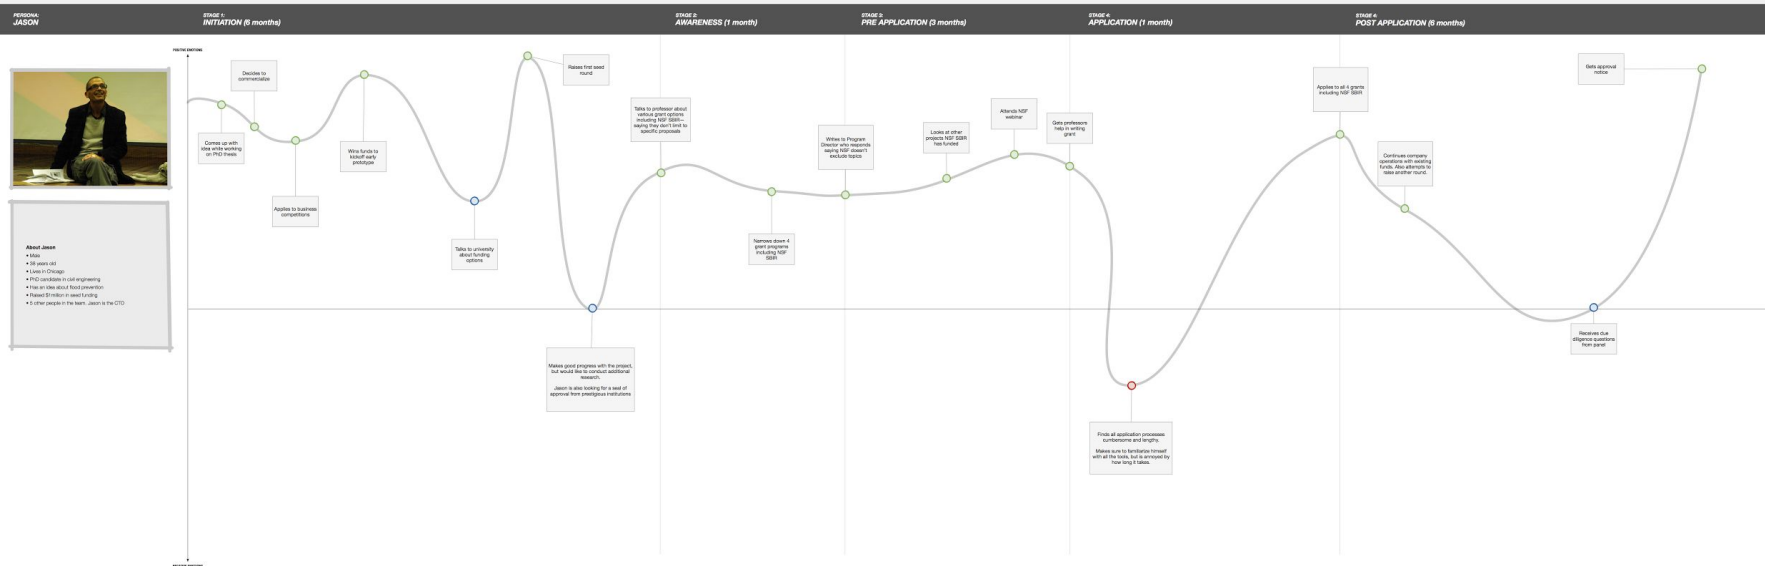 PERSONA:
JASON
STAGE 1:
INITIATION (6 months)
STAGE 2:
AWARENESS (1 month)
STAGE 3:
PRE APPLICATION (3 months)
STAGE 4:
APPLICATION (1 month)
STAGE 4:
POST APPLICATION (6 months)
POSITIVE EMOTIONS
Comes up with
idea while working
on PhD thesis
Decides to
commercialize
Applies to business
competitions
Wins funds to
kickoff early
prototype
Talks to university
about funding
options
Raises first seed
round
Makes good progress with the project,
but would like to conduct additional
research.
Jason is also looking for a seal of
approval from prestigious institutions
Talks to professor about
various grant options
including NSF SBIR—
saying they don't limit to
specific proposals
Narrows down 4
grant programs
including NSF
SBIR
Writes to Program
Director who responds
saying NSF doesn't
exclude topics
Looks at other
projects NSF SBIR
has funded
Attends NSF
webinar
Gets professors
help in writing
grant
Finds all application processes
cumbersome and lengthy.
Makes sure to familiarize himself
with all the tools, but is annoyed by
how long it takes.
Applies to all 4 grants
including NSF SBIR
Continues company
operations with existing
funds. Also attempts to
raise another round.
Receives due
diligence questions
from panel
Gets approval
notice
About Jason
• Male
• 38 years old
• Lives in Chicago
• PhD candidate in civil engineering
• Has an idea about flood prevention
• Raised $1million in seed funding
• 5 other people in the team. Jason is the CTO